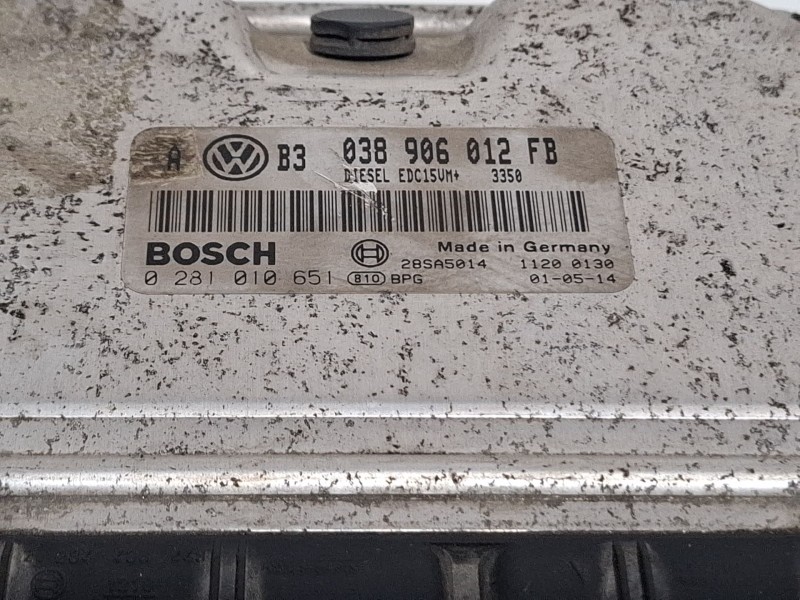 A VW B3 038 906 012 FB
DIESEL EDC15VM+ 3350
BOSCH
Made in Germany
28SA5014 1120 0130
0 281 010 651 810 BPG 01-05-14